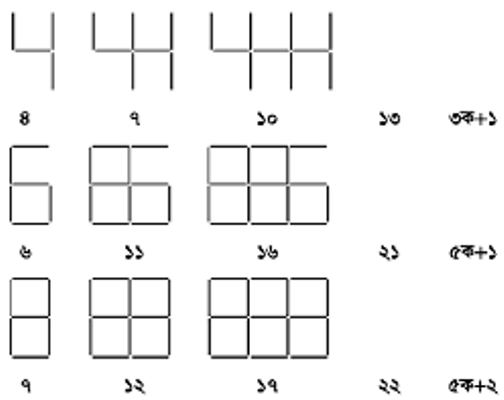 ৪ ৭ ১০ ১৩ ৩ক+১
৬ ১১ ১৬ ২১ ৫ক+১
৭ ১২ ১৭ ২২ ৫ক+২